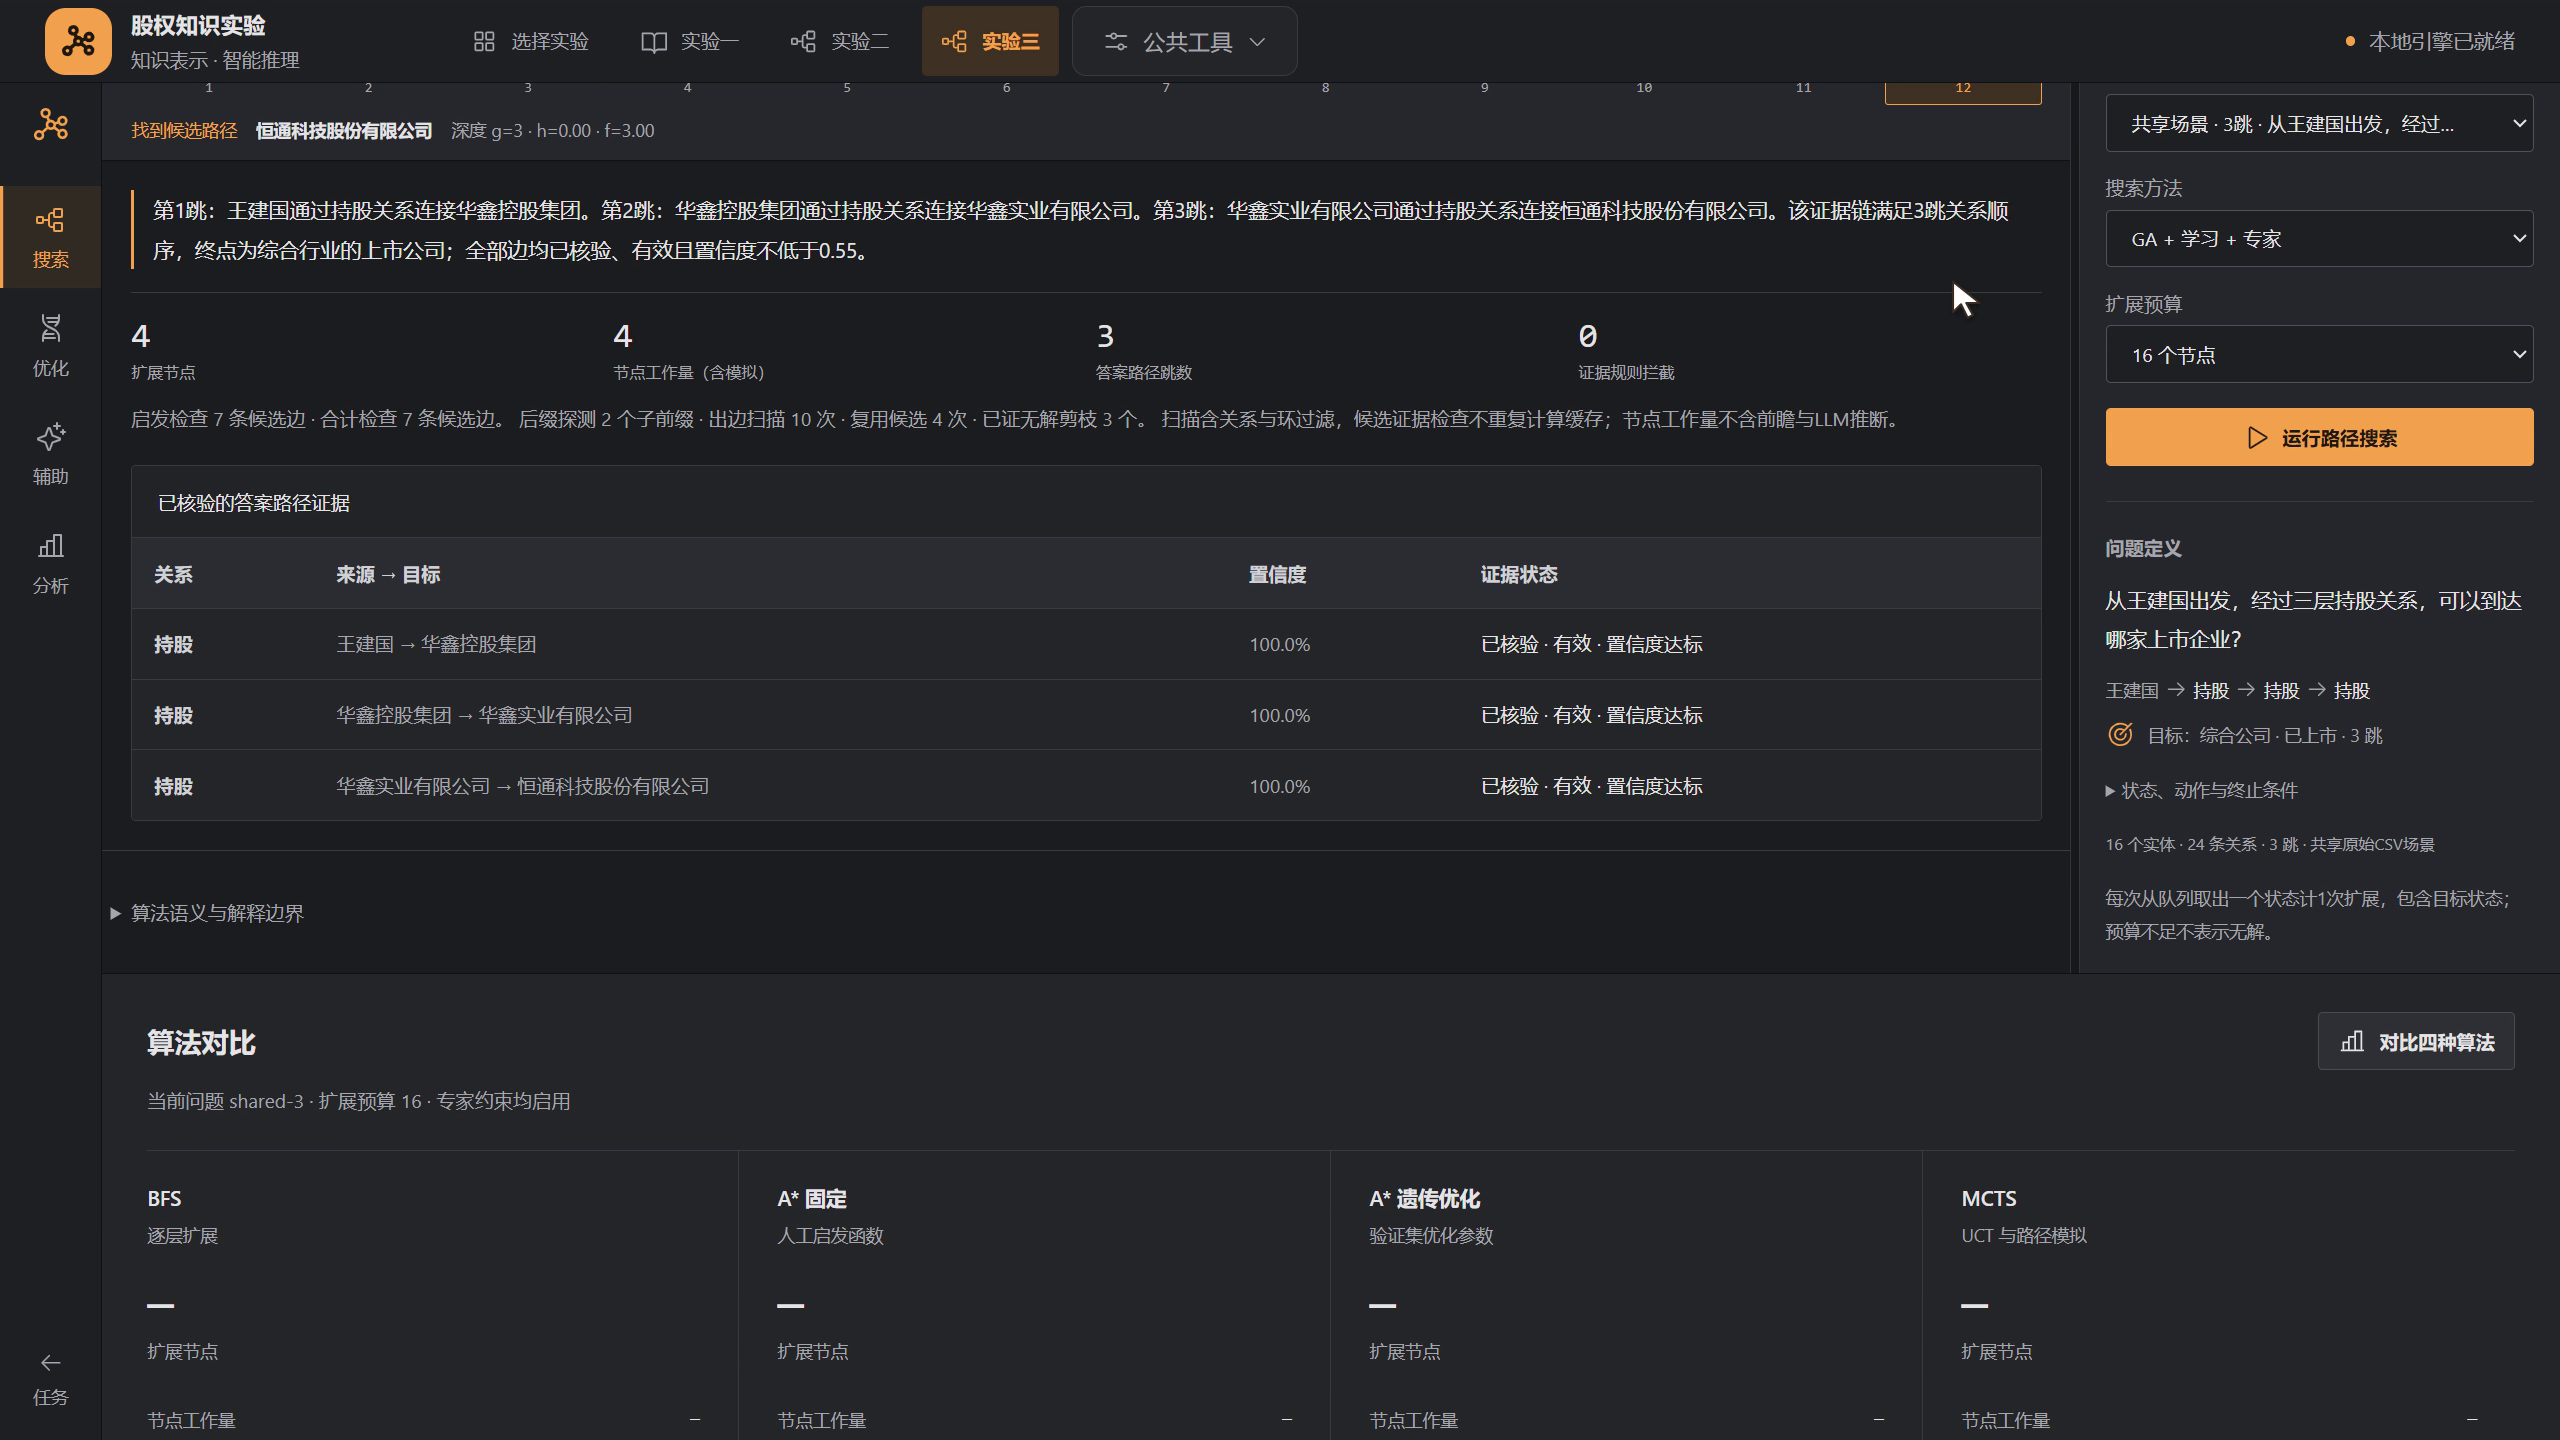 股权知识实验
知识表示 · 智能推理
选择实验
实验一
实验二
实验三
公共工具
本地引擎已就绪
搜索
优化
辅助
分析
任务
1 2 3 4 5 6 7 8 9 10 11 12
找到候选路径 恒通科技股份有限公司 深度 g=3 · h=0.00 · f=3.00
第1跳：王建国通过持股关系连接华鑫控股集团。第2跳：华鑫控股集团通过持股关系连接华鑫实业有限公司。第3跳：华鑫实业有限公司通过持股关系连接恒通科技股份有限公司。该证据链满足3跳关系顺
序，终点为综合行业的上市公司；全部边均已核验、有效且置信度不低于0.55。
4 4 3 0
扩展节点 节点工作量（含模拟） 答案路径跳数 证据规则拦截
启发检查 7 条候选边 · 合计检查 7 条候选边。 后缀探测 2 个子前缀 · 出边扫描 10 次 · 复用候选 4 次 · 已证无解剪枝 3 个。 扫描含关系与环过滤，候选证据检查不重复计算缓存；节点工作量不含前瞻与LLM推断。
已核验的答案路径证据
关系 来源 → 目标 置信度 证据状态
持股 王建国 → 华鑫控股集团 100.0% 已核验 · 有效 · 置信度达标
持股 华鑫控股集团 → 华鑫实业有限公司 100.0% 已核验 · 有效 · 置信度达标
持股 华鑫实业有限公司 → 恒通科技股份有限公司 100.0% 已核验 · 有效 · 置信度达标
▶ 算法语义与解释边界
共享场景 · 3跳 · 从王建国出发，经过...
搜索方法
GA + 学习 + 专家
扩展预算
16 个节点
运行路径搜索
问题定义
从王建国出发，经过三层持股关系，可以到达
哪家上市企业？
王建国 → 持股 → 持股 → 持股
目标：综合公司 · 已上市 · 3 跳
▶ 状态、动作与终止条件
16 个实体 · 24 条关系 · 3 跳 · 共享原始CSV场景
每次从队列取出一个状态计1次扩展，包含目标状态；
预算不足不表示无解。
算法对比
对比四种算法
当前问题 shared-3 · 扩展预算 16 · 专家约束均启用
BFS
逐层扩展
—
扩展节点
节点工作量 –
A* 固定
人工启发函数
—
扩展节点
节点工作量 –
A* 遗传优化
验证集优化参数
—
扩展节点
节点工作量 –
MCTS
UCT 与路径模拟
—
扩展节点
节点工作量 –